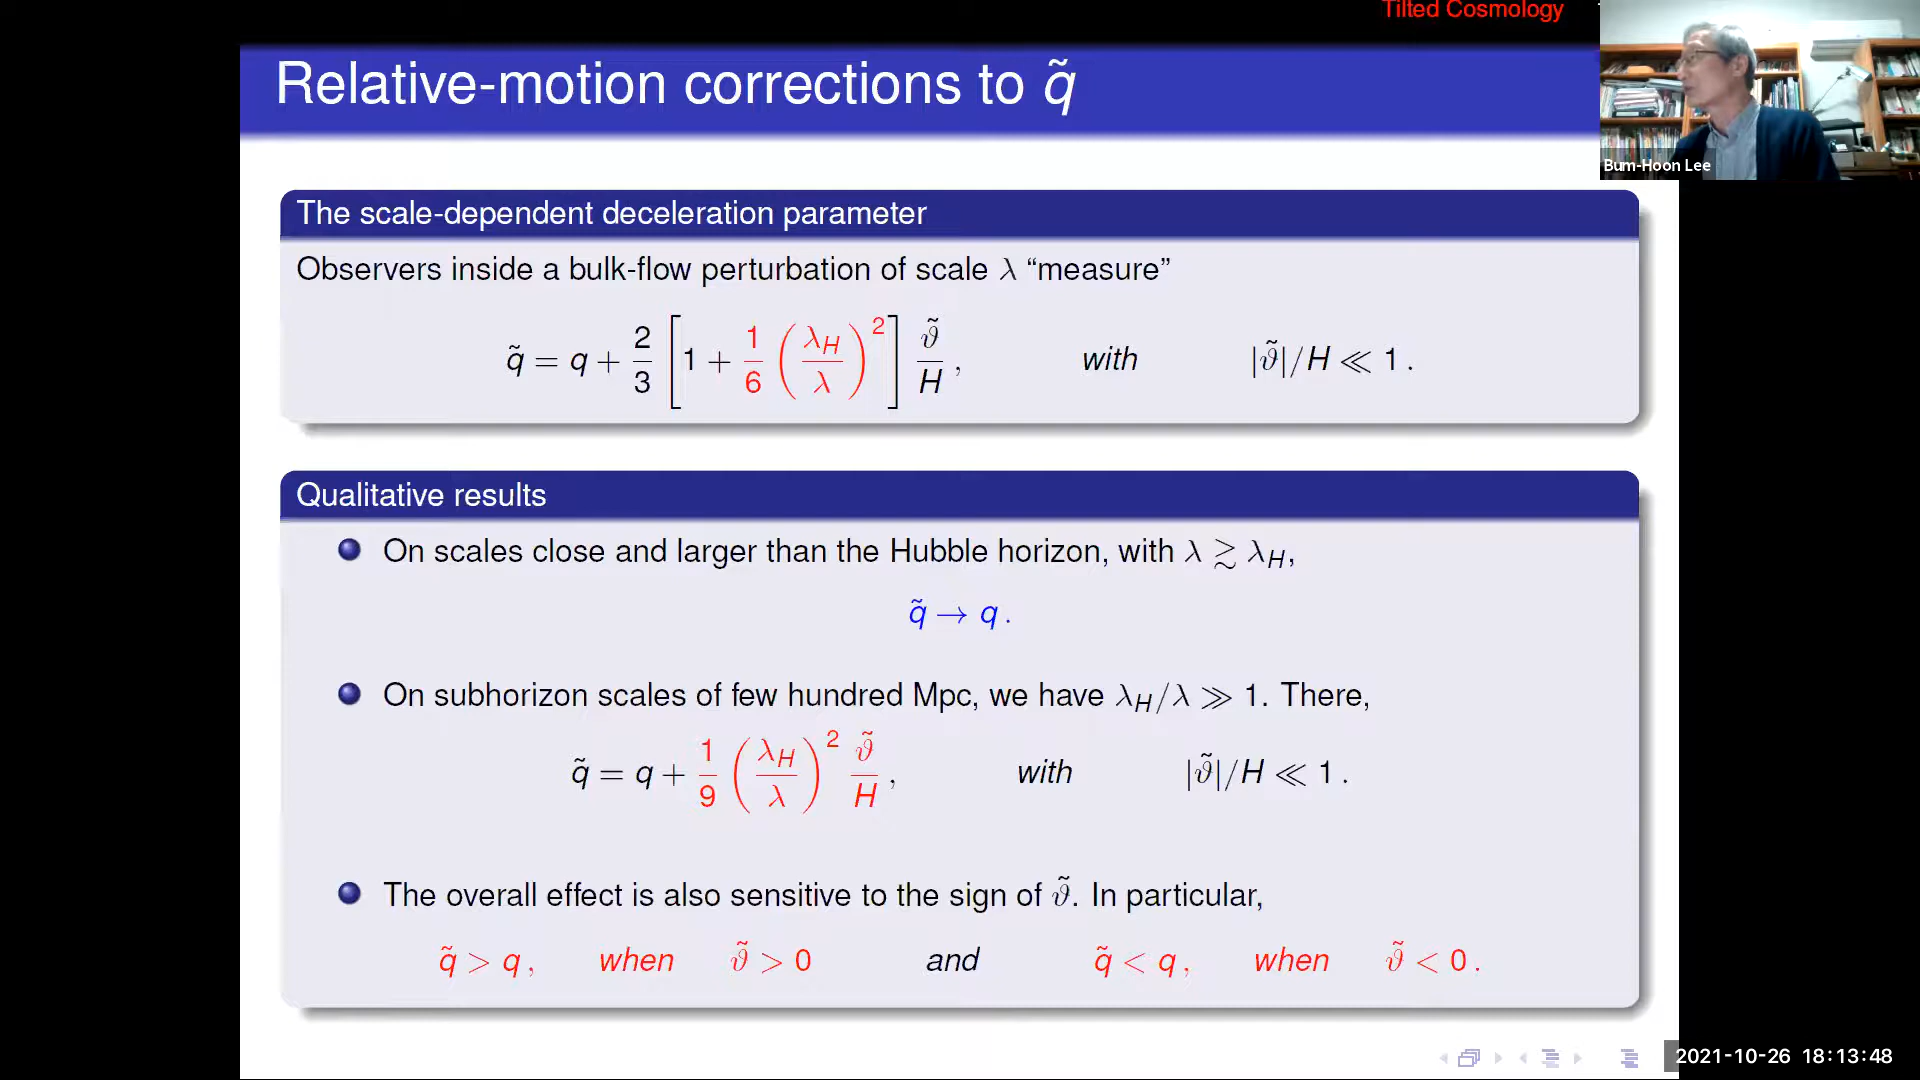 Tilted Cosmology
Relative-motion corrections to q̃
Bum-Hoon Lee
The scale-dependent deceleration parameter
Observers inside a bulk-flow perturbation of scale λ “measure”
q̃ = q + 2/3 [1 + 1/6 (λ_H/λ)²] ϑ̃/H , with |ϑ̃|/H ≪ 1 .
Qualitative results
On scales close and larger than the Hubble horizon, with λ ≳ λ_H,
q̃ → q .
On subhorizon scales of few hundred Mpc, we have λ_H/λ ≫ 1. There,
q̃ = q + 1/9 (λ_H/λ)² ϑ̃/H , with |ϑ̃|/H ≪ 1 .
The overall effect is also sensitive to the sign of ϑ̃. In particular,
q̃ > q , when ϑ̃ > 0 and q̃ < q , when ϑ̃ < 0 .
2021-10-26 18:13:48